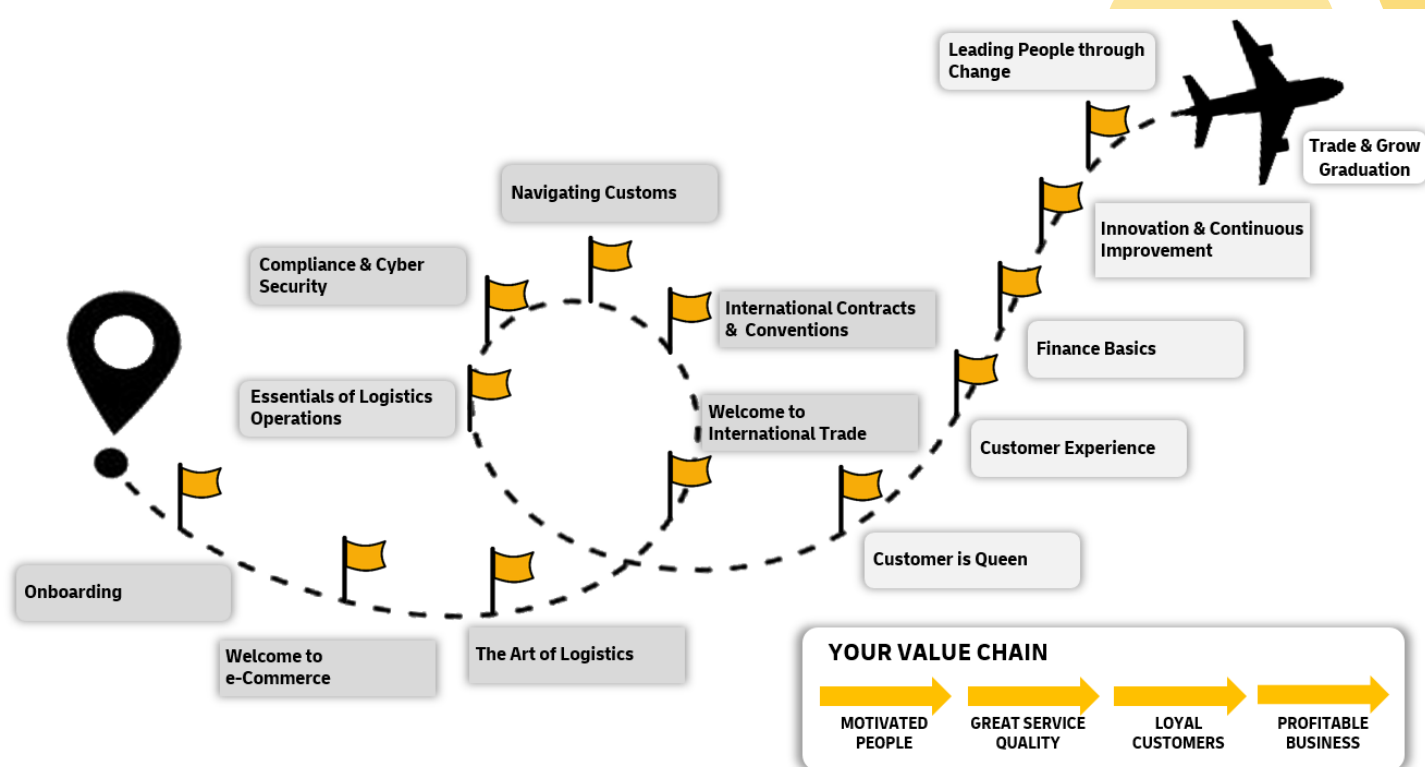 Leading People through
Change
Trade & Grow
Graduation
Navigating Customs
Innovation & Continuous
Improvement
Compliance & Cyber
Security
International Contracts
& Conventions
Finance Basics
Essentials of Logistics
Operations
Welcome to
International Trade
Customer Experience
Customer is Queen
Onboarding
Welcome to
e-Commerce
The Art of Logistics
YOUR VALUE CHAIN
MOTIVATED
PEOPLE
GREAT SERVICE
QUALITY
LOYAL
CUSTOMERS
PROFITABLE
BUSINESS